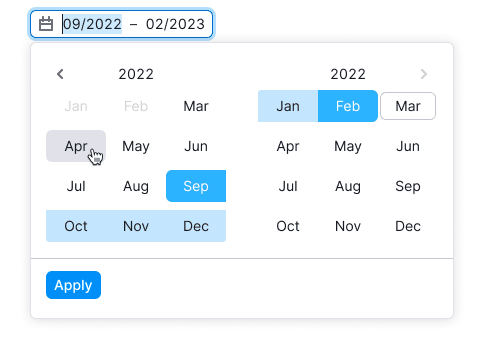 09/2022 – 02/2023
2022 2022
Jan Feb Mar Jan Feb Mar
Apr May Jun Apr May Jun
Jul Aug Sep Jul Aug Sep
Oct Nov Dec Oct Nov Dec
Apply